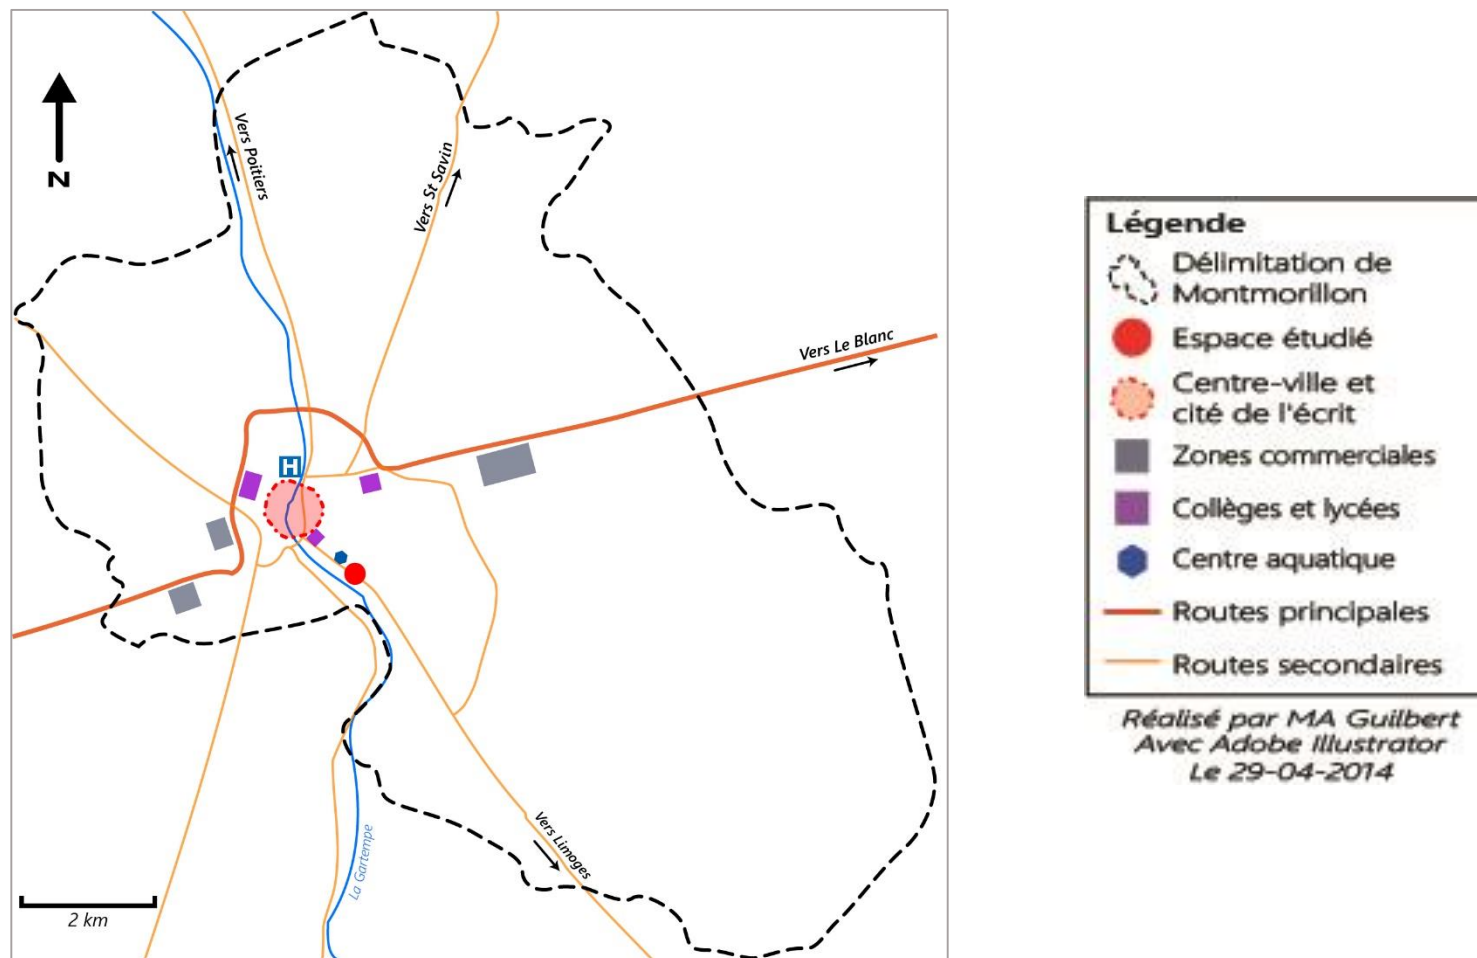 Vers Poitiers
Vers St Savin
N
Vers Le Blanc
H
Vers Limoges
La Gartempe
2 km
Légende
Délimitation de
Montmorillon
Espace étudié
Centre-ville et
cité de l'écrit
Zones commerciales
Collèges et lycées
Centre aquatique
Routes principales
Routes secondaires
Réalisé par MA Guilbert
Avec Adobe Illustrator
Le 29-04-2014